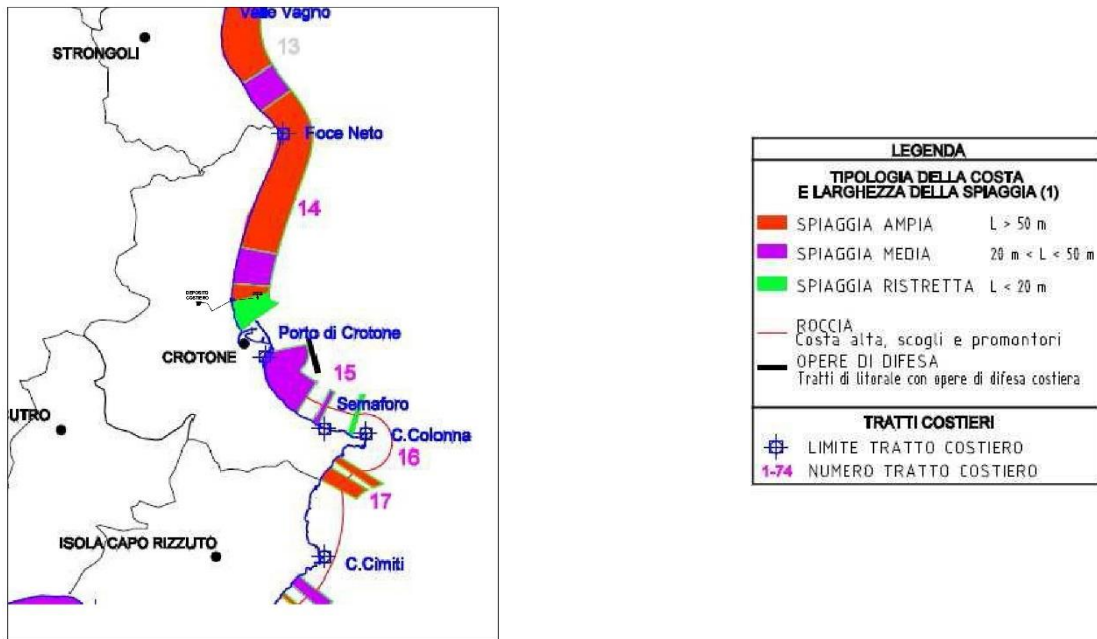 Valle Vagno
13
STRONGOLI
Foce Neto
14
DEPOSITO
COSTIERO
Porto di Crotone
CROTONE
15
Semaforo
UTRO
C.Colonna
16
17
ISOLA CAPO RIZZUTO
C.Cimiti
LEGENDA
TIPOLOGIA DELLA COSTA
E LARGHEZZA DELLA SPIAGGIA (1)
SPIAGGIA AMPIA L > 50 m
SPIAGGIA MEDIA 20 m < L < 50 m
SPIAGGIA RISTRETTA L < 20 m
ROCCIA
Costa alta, scogli e promontori
OPERE DI DIFESA
Tratti di litorale con opere di difesa costiera
TRATTI COSTIERI
LIMITE TRATTO COSTIERO
1-74 NUMERO TRATTO COSTIERO